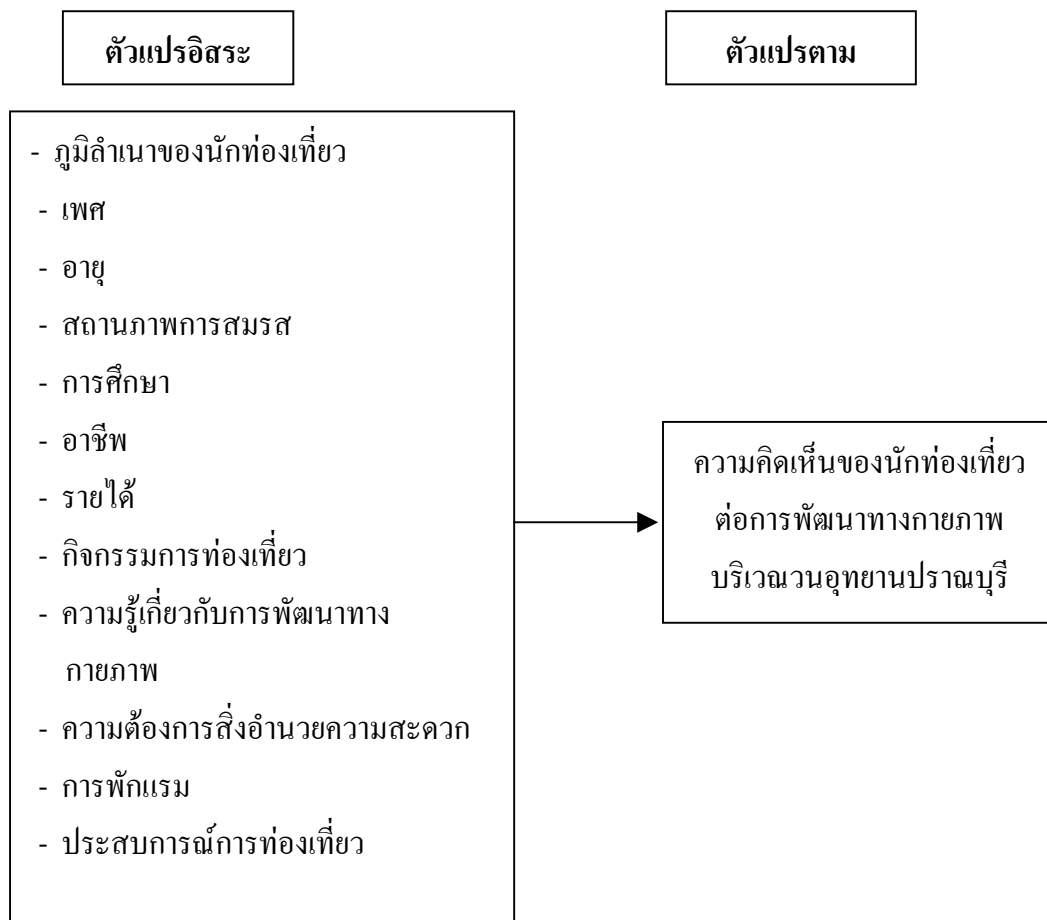 ตัวแปรอิสระ
ตัวแปรตาม
- ภูมิลำเนาของนักท่องเที่ยว
- เพศ
- อายุ
- สถานภาพการสมรส
- การศึกษา
- อาชีพ
- รายได้
- กิจกรรมการท่องเที่ยว
- ความรู้เกี่ยวกับการพัฒนาทาง
กายภาพ
- ความต้องการสิ่งอำนวยความสะดวก
- การพักแรม
- ประสบการณ์การท่องเที่ยว
ความคิดเห็นของนักท่องเที่ยว
ต่อการพัฒนาทางกายภาพ
บริเวณวนอุทยานปราณบุรี